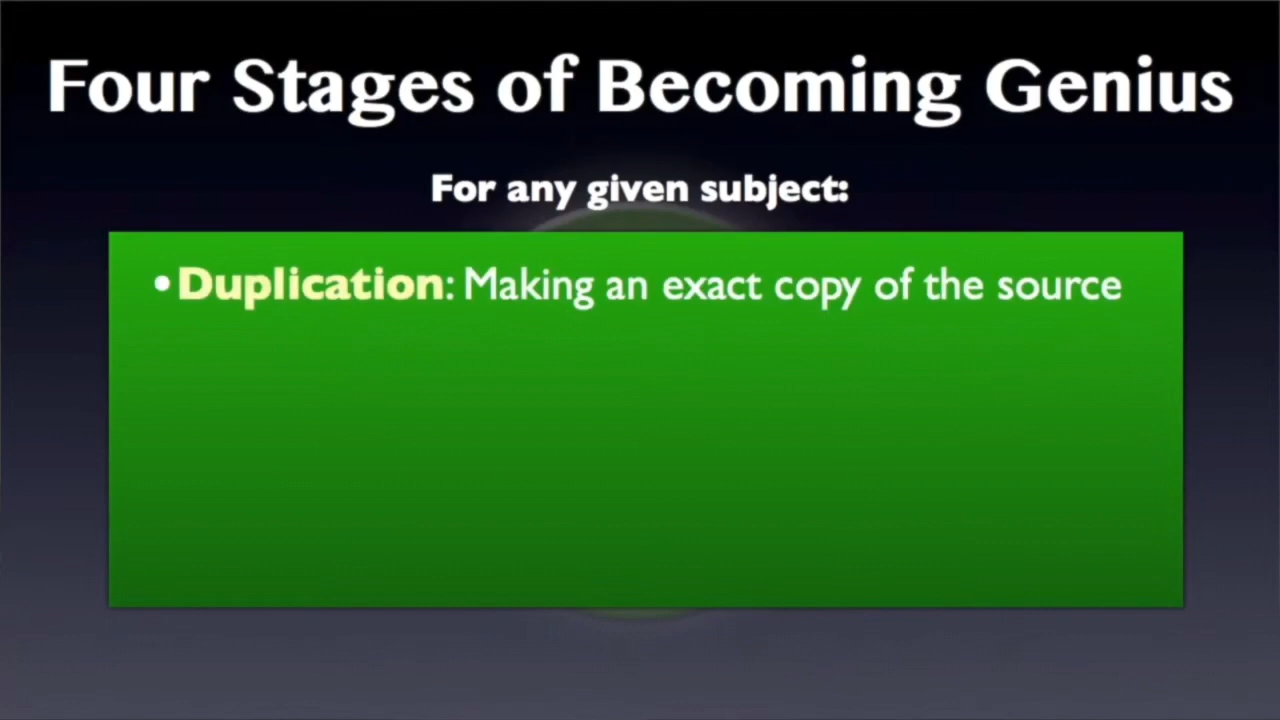 Four Stages of Becoming Genius
For any given subject:
•Duplication: Making an exact copy of the source